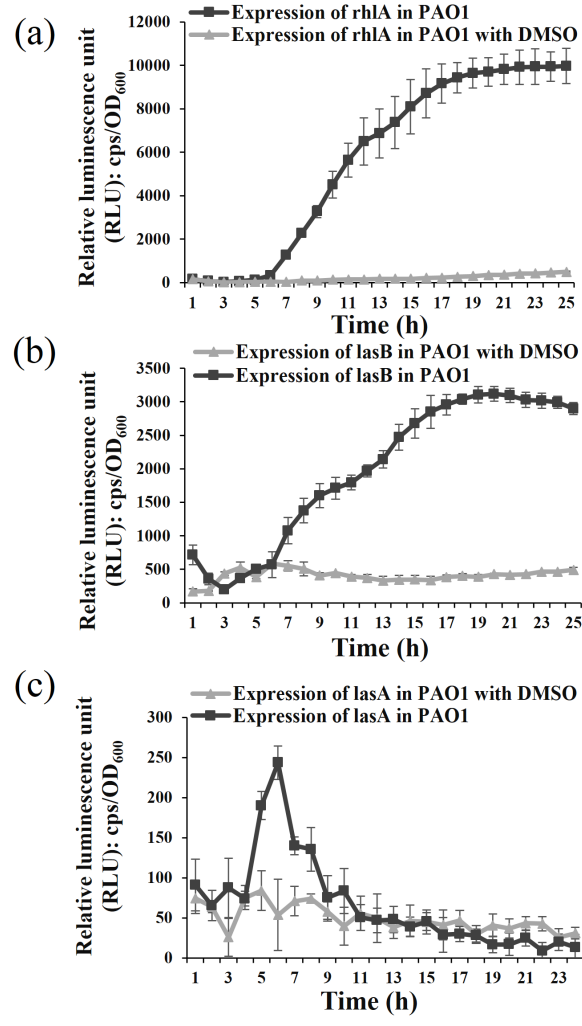 (a)
Expression of rhlA in PAO1
Expression of rhlA in PAO1 with DMSO
Relative luminescence unit
(RLU): cps/OD600
12000
10000
8000
6000
4000
2000
0
1 3 5 7 9 11 13 15 17 19 21 23 25
Time (h)
(b)
Expression of lasB in PAO1 with DMSO
Expression of lasB in PAO1
Relative luminescence unit
(RLU): cps/OD600
3500
3000
2500
2000
1500
1000
500
0
1 3 5 7 9 11 13 15 17 19 21 23 25
Time (h)
(c)
Expression of lasA in PAO1 with DMSO
Expression of lasA in PAO1
Relative luminescence unit
(RLU): cps/OD600
300
250
200
150
100
50
0
1 3 5 7 9 11 13 15 17 19 21 23
Time (h)